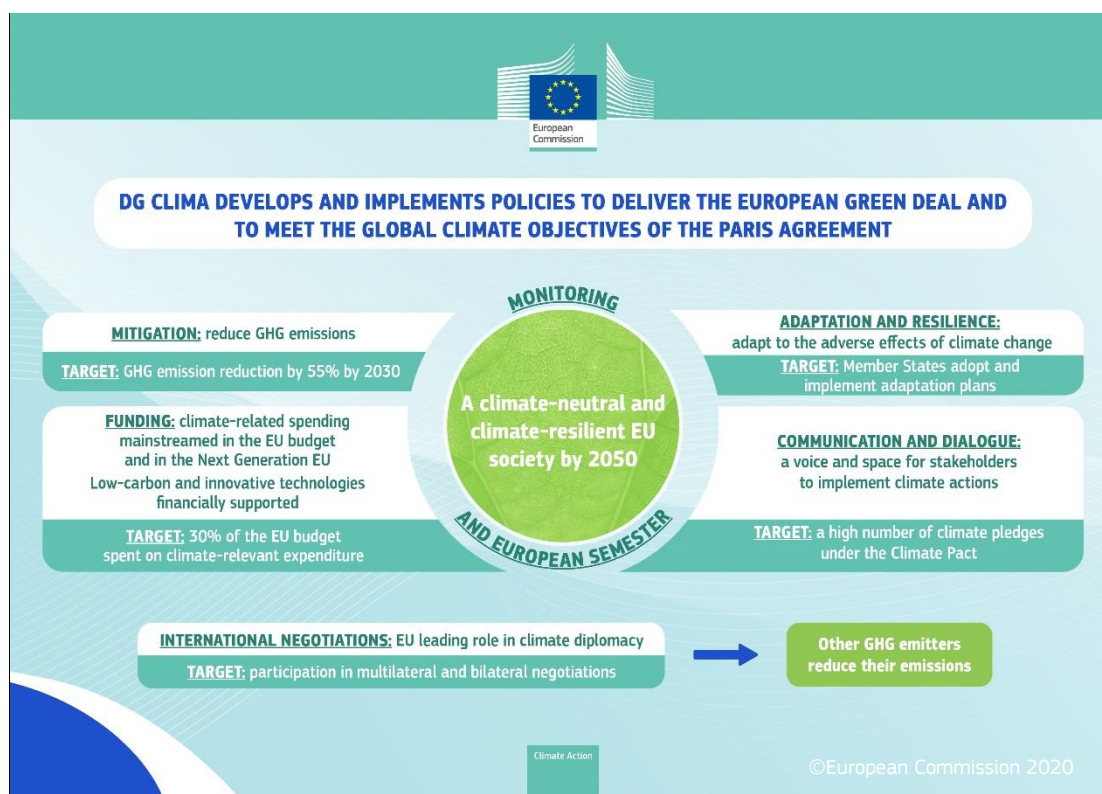 European
Commission
DG CLIMA DEVELOPS AND IMPLEMENTS POLICIES TO DELIVER THE EUROPEAN GREEN DEAL AND
TO MEET THE GLOBAL CLIMATE OBJECTIVES OF THE PARIS AGREEMENT
MONITORING
AND EUROPEAN SEMESTER
A climate-neutral and
climate-resilient EU
society by 2050
MITIGATION: reduce GHG emissions
TARGET: GHG emission reduction by 55% by 2030
FUNDING: climate-related spending
mainstreamed in the EU budget
and in the Next Generation EU
Low-carbon and innovative technologies
financially supported
TARGET: 30% of the EU budget
spent on climate-relevant expenditure
ADAPTATION AND RESILIENCE:
adapt to the adverse effects of climate change
TARGET: Member States adopt and
implement adaptation plans
COMMUNICATION AND DIALOGUE:
a voice and space for stakeholders
to implement climate actions
TARGET: a high number of climate pledges
under the Climate Pact
INTERNATIONAL NEGOTIATIONS: EU leading role in climate diplomacy
TARGET: participation in multilateral and bilateral negotiations
Other GHG emitters
reduce their emissions
Climate Action
©European Commission 2020